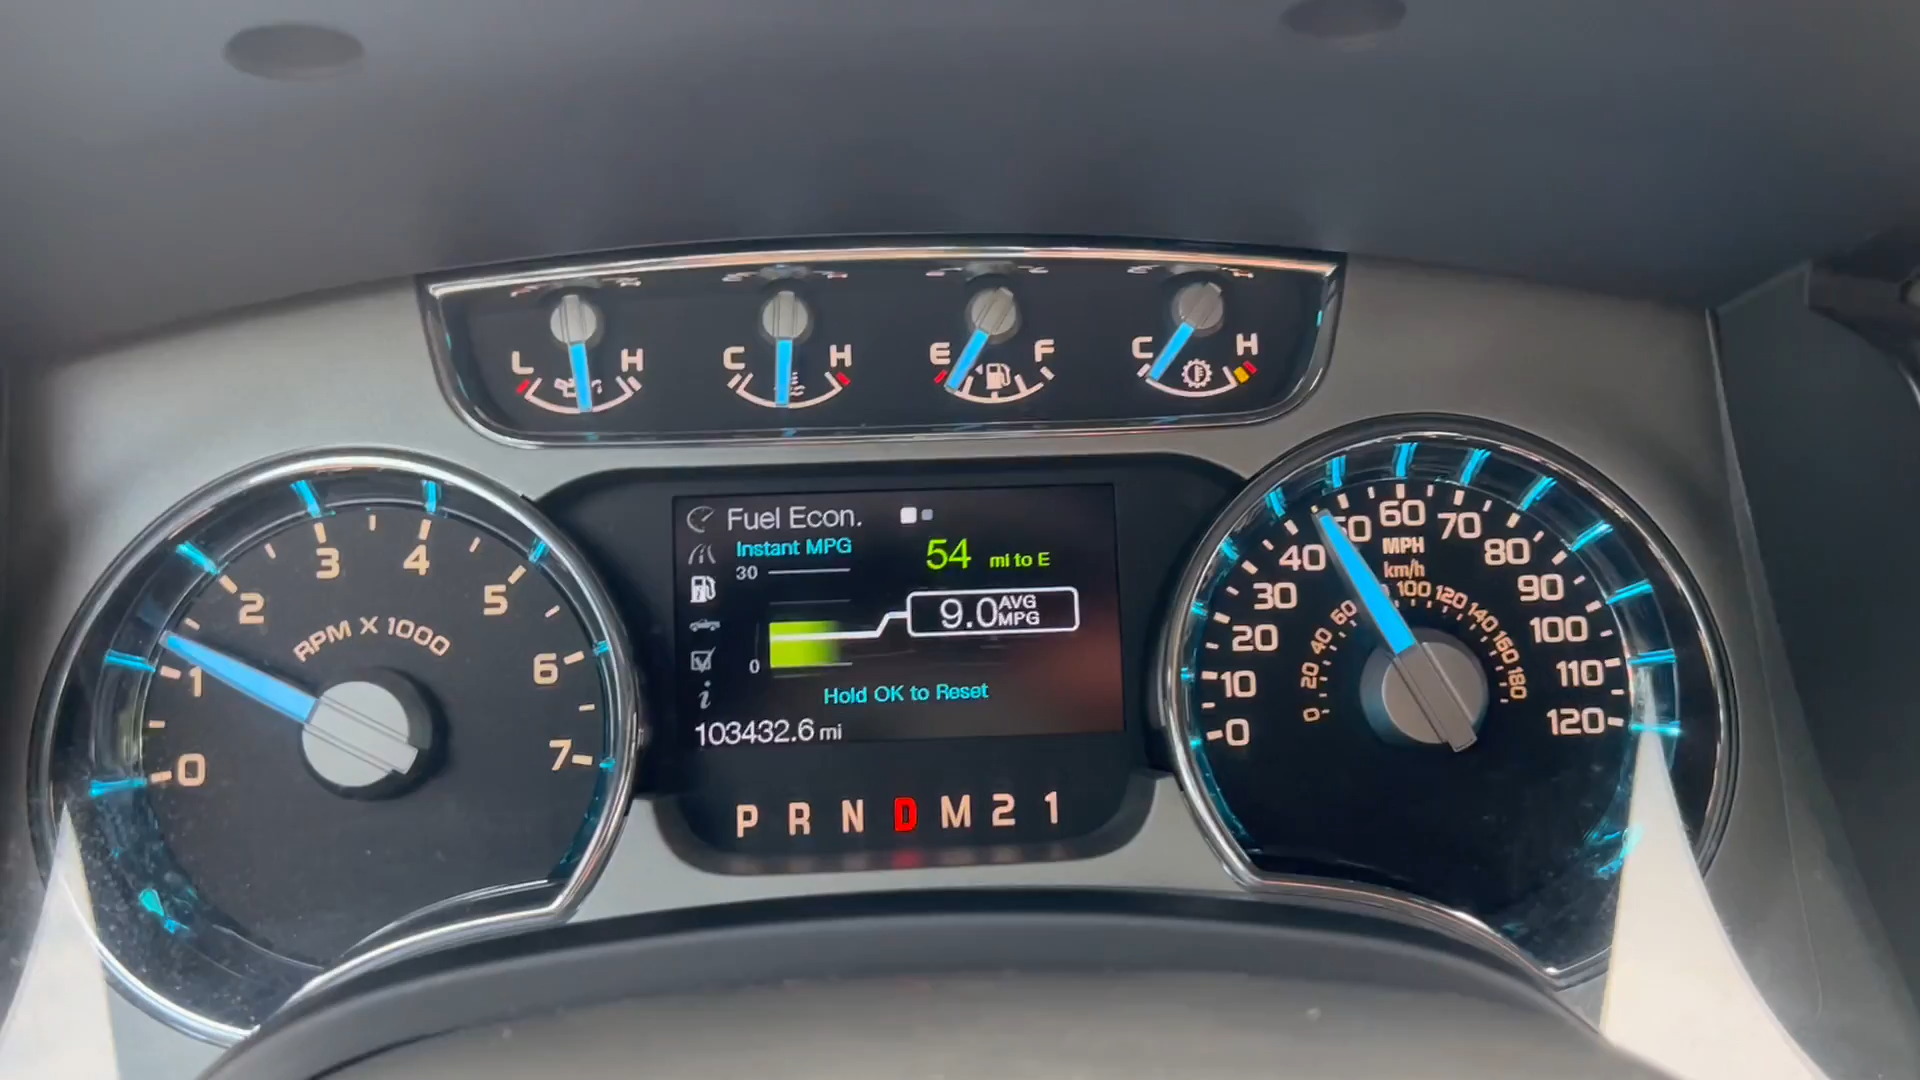 L H
C H
E F
C H
0 1 2 3 4 5 6 7
RPM X 1000
Fuel Econ.
Instant MPG
30
54 mi to E
9.0 AVG MPG
0
Hold OK to Reset
103432.6 mi
P R N D M 2 1
0 10 20 30 40 50 60 70 80 90 100 110 120
MPH
km/h
0 20 40 60 100 120 140 160 180